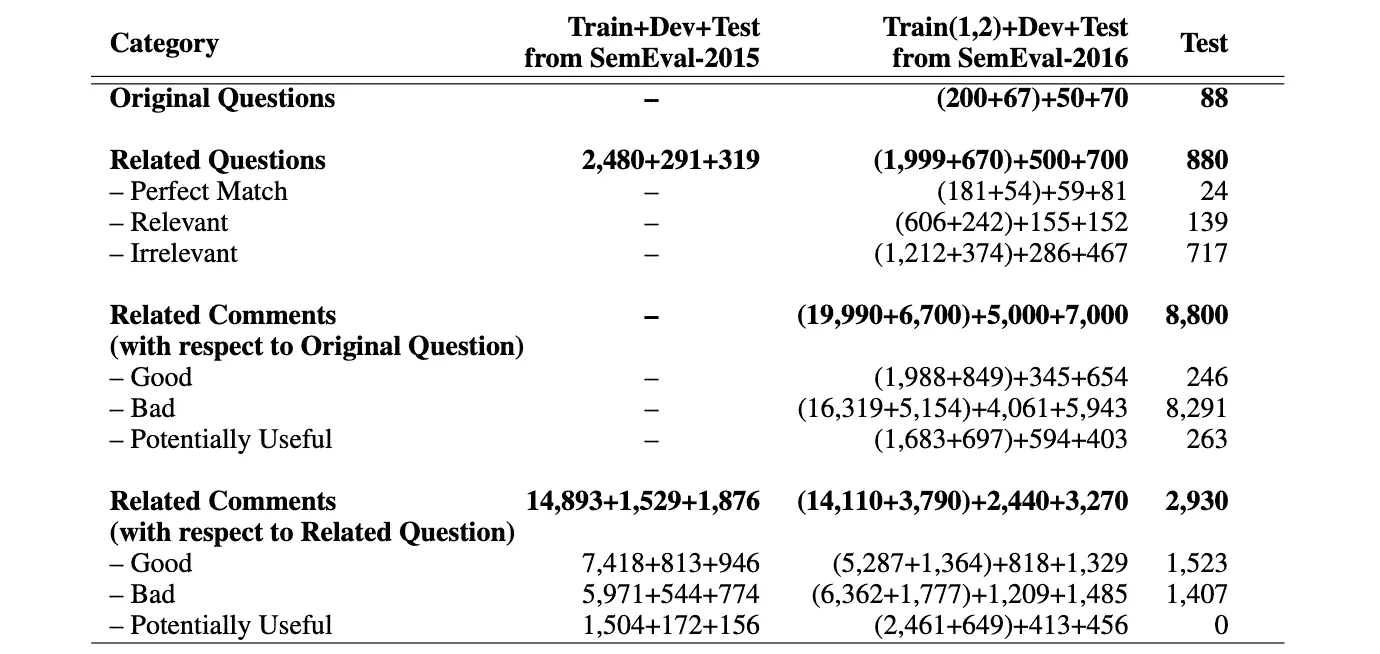 Category Train+Dev+Test Train(1,2)+Dev+Test Test
from SemEval-2015 from SemEval-2016
Original Questions – (200+67)+50+70 88
Related Questions 2,480+291+319 (1,999+670)+500+700 880
– Perfect Match – (181+54)+59+81 24
– Relevant – (606+242)+155+152 139
– Irrelevant – (1,212+374)+286+467 717
Related Comments – (19,990+6,700)+5,000+7,000 8,800
(with respect to Original Question)
– Good – (1,988+849)+345+654 246
– Bad – (16,319+5,154)+4,061+5,943 8,291
– Potentially Useful – (1,683+697)+594+403 263
Related Comments 14,893+1,529+1,876 (14,110+3,790)+2,440+3,270 2,930
(with respect to Related Question)
– Good 7,418+813+946 (5,287+1,364)+818+1,329 1,523
– Bad 5,971+544+774 (6,362+1,777)+1,209+1,485 1,407
– Potentially Useful 1,504+172+156 (2,461+649)+413+456 0